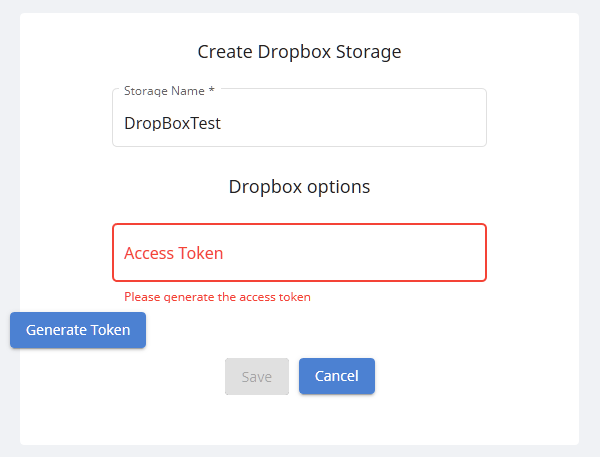 Create Dropbox Storage
Storage Name *
DropBoxTest
Dropbox options
Access Token
Please generate the access token
Generate Token
Save
Cancel